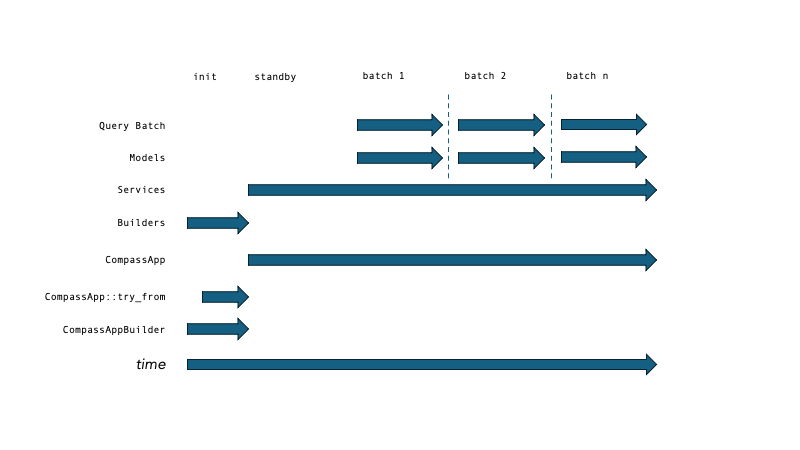 init
standby
batch 1
batch 2
batch n
Query Batch
Models
Services
Builders
CompassApp
CompassApp::try_from
CompassAppBuilder
time